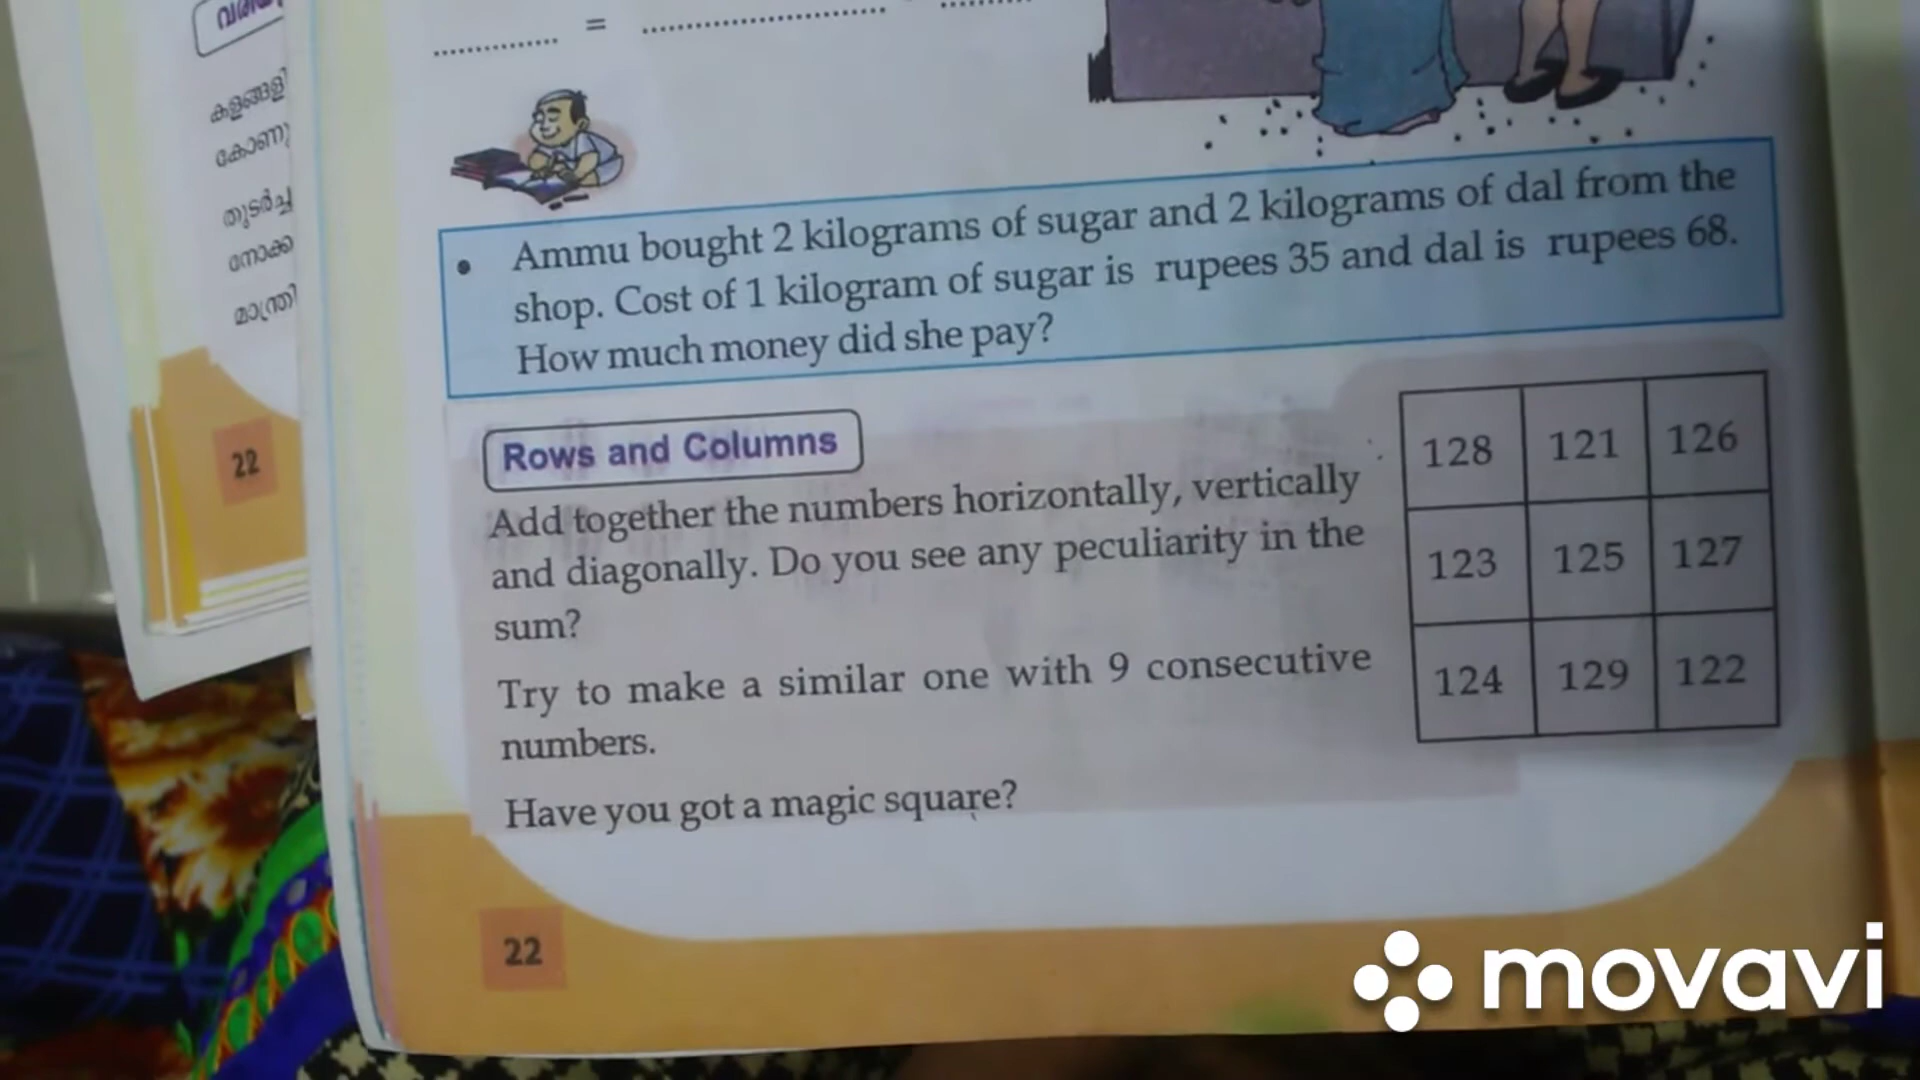 കളങ്ങളി
കോണു
തുടർച്ച
നോക്ക
മാന്ത്രി
22
=
• Ammu bought 2 kilograms of sugar and 2 kilograms of dal from the
shop. Cost of 1 kilogram of sugar is rupees 35 and dal is rupees 68.
How much money did she pay?
Rows and Columns
Add together the numbers horizontally, vertically
and diagonally. Do you see any peculiarity in the
sum?
Try to make a similar one with 9 consecutive
numbers.
Have you got a magic square?
128 121 126
123 125 127
124 129 122
22
movavi